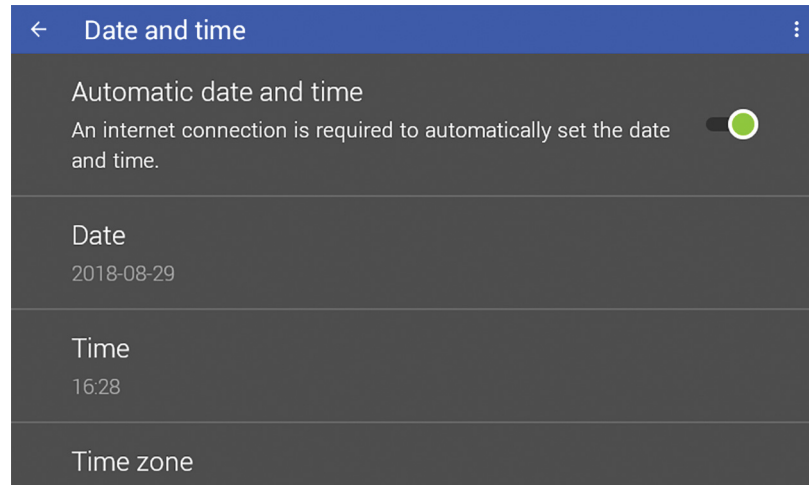 Date and time
Automatic date and time
An internet connection is required to automatically set the date
and time.
Date
2018-08-29
Time
16:28
Time zone